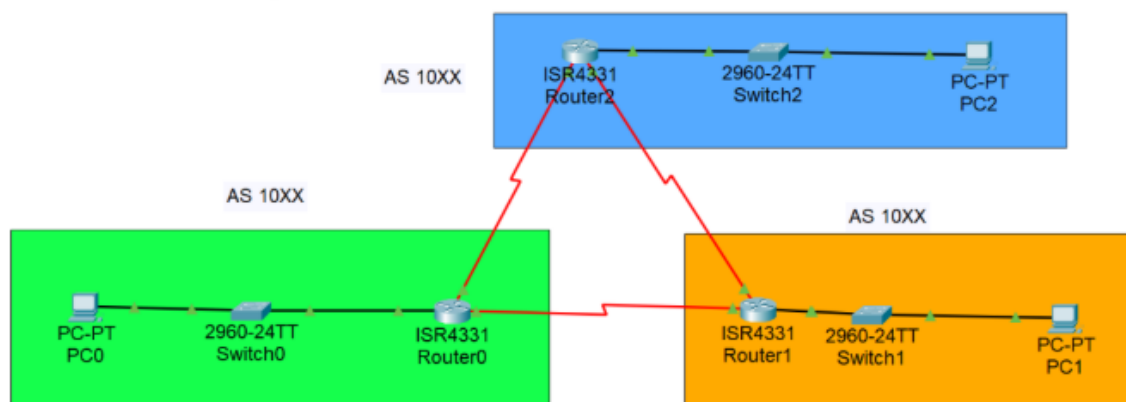 AS 10XX
ISR4331
Router2
2960-24TT
Switch2
PC-PT
PC2
AS 10XX
PC-PT
PC0
2960-24TT
Switch0
ISR4331
Router0
AS 10XX
ISR4331
Router1
2960-24TT
Switch1
PC-PT
PC1